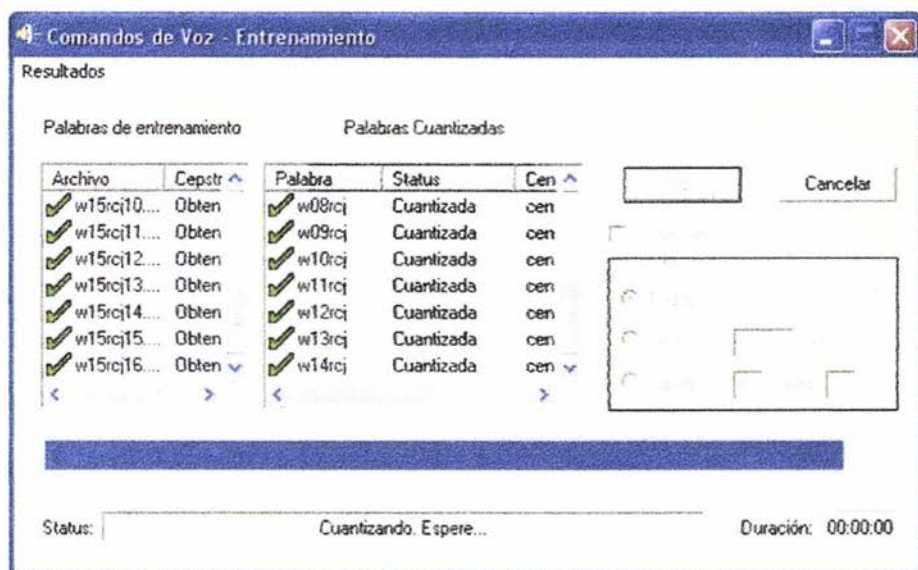 Comandos de Voz - Entrenamiento
Resultados
Palabras de entrenamiento
Palabras Cuantizadas
Archivo Cepstr
w15rcj10.... Obten
w15rcj11.... Obten
w15rcj12.... Obten
w15rcj13.... Obten
w15rcj14.... Obten
w15rcj15.... Obten
w15rcj16.... Obten
Palabra Status Cen
w08rcj Cuantizada cen
w09rcj Cuantizada cen
w10rcj Cuantizada cen
w11rcj Cuantizada cen
w12rcj Cuantizada cen
w13rcj Cuantizada cen
w14rcj Cuantizada cen
Cancelar
Status: Cuantizando. Espere...
Duración: 00:00:00